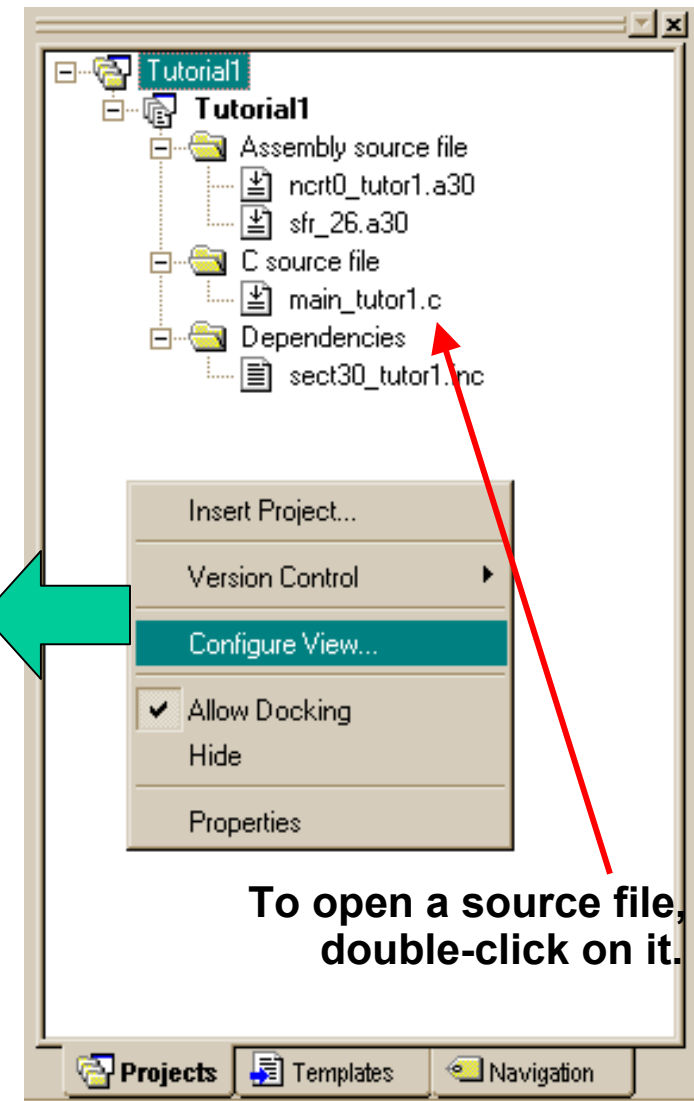 Tutorial1
Tutorial1
Assembly source file
ncrt0_tutor1.a30
sfr_26.a30
C source file
main_tutor1.c
Dependencies
sect30_tutor1.inc
Insert Project...
Version Control
Configure View...
Allow Docking
Hide
Properties
To open a source file,
double-click on it.
Projects Templates Navigation